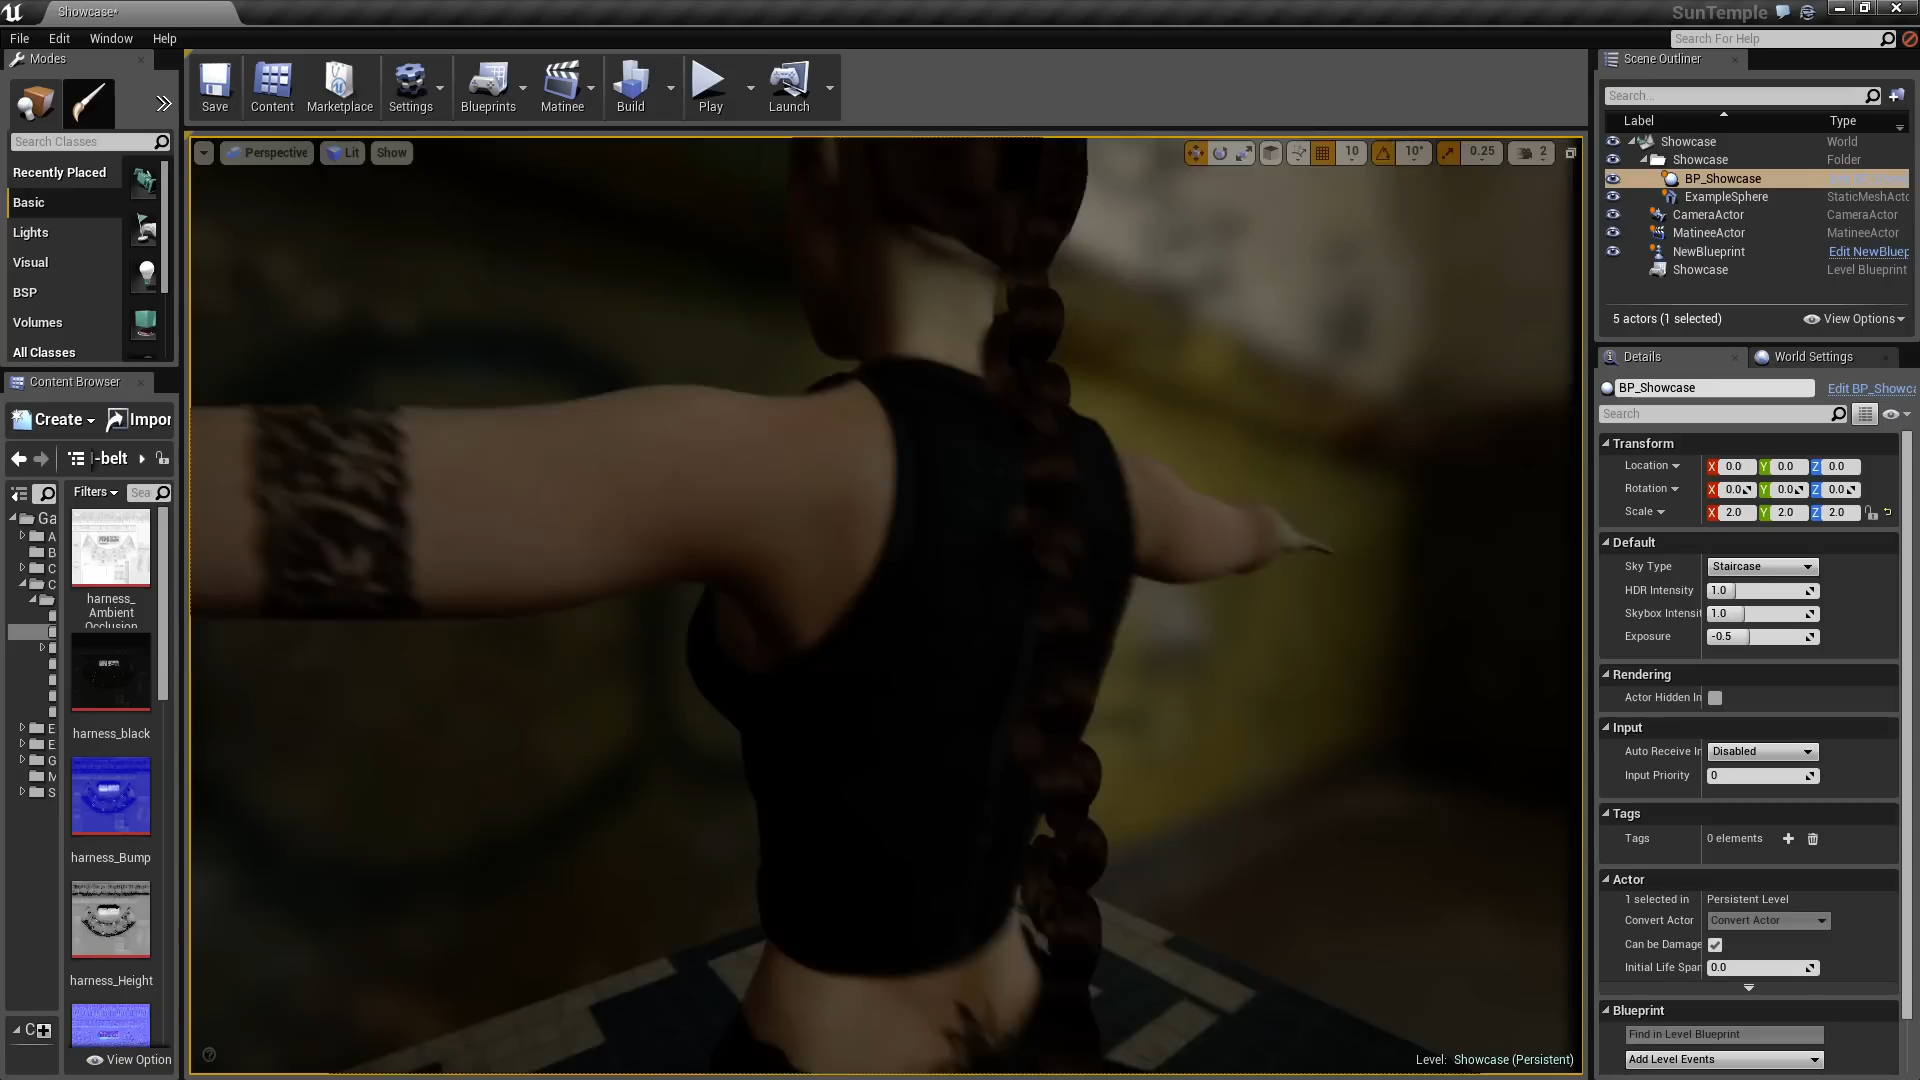 Showcase*
SunTemple
File
Edit
Window
Help
Search For Help
Modes
Search Classes
Recently Placed
Basic
Lights
Visual
BSP
Volumes
All Classes
Save
Content
Marketplace
Settings
Blueprints
Matinee
Build
Play
Launch
Perspective
Lit
Show
10
10°
0.25
2
Content Browser
Create
Impor
-belt
Filters
Sea
Ga
A
B
C
C
E
E
G
M
S
C
harness_
Ambient
Occlusion
harness_black
harness_Bump
harness_Height
View Option
Level: Showcase (Persistent)
Scene Outliner
Search...
Label
Type
Showcase
World
Showcase
Folder
BP_Showcase
ExampleSphere
StaticMeshActo
CameraActor
CameraActor
MatineeActor
MatineeActor
NewBlueprint
Edit NewBluep
Showcase
Level Blueprint
5 actors (1 selected)
View Options
Details
World Settings
BP_Showcase
Edit BP_Showca
Search
Transform
Location X 0.0 Y 0.0 Z 0.0
Rotation X 0.0 Y 0.0 Z 0.0
Scale X 2.0 Y 2.0 Z 2.0
Default
Sky Type Staircase
HDR Intensity 1.0
Skybox Intensit 1.0
Exposure -0.5
Rendering
Actor Hidden In
Input
Auto Receive In Disabled
Input Priority 0
Tags
Tags 0 elements
Actor
1 selected in Persistent Level
Convert Actor Convert Actor
Can be Damage
Initial Life Span 0.0
Blueprint
Find in Level Blueprint
Add Level Events